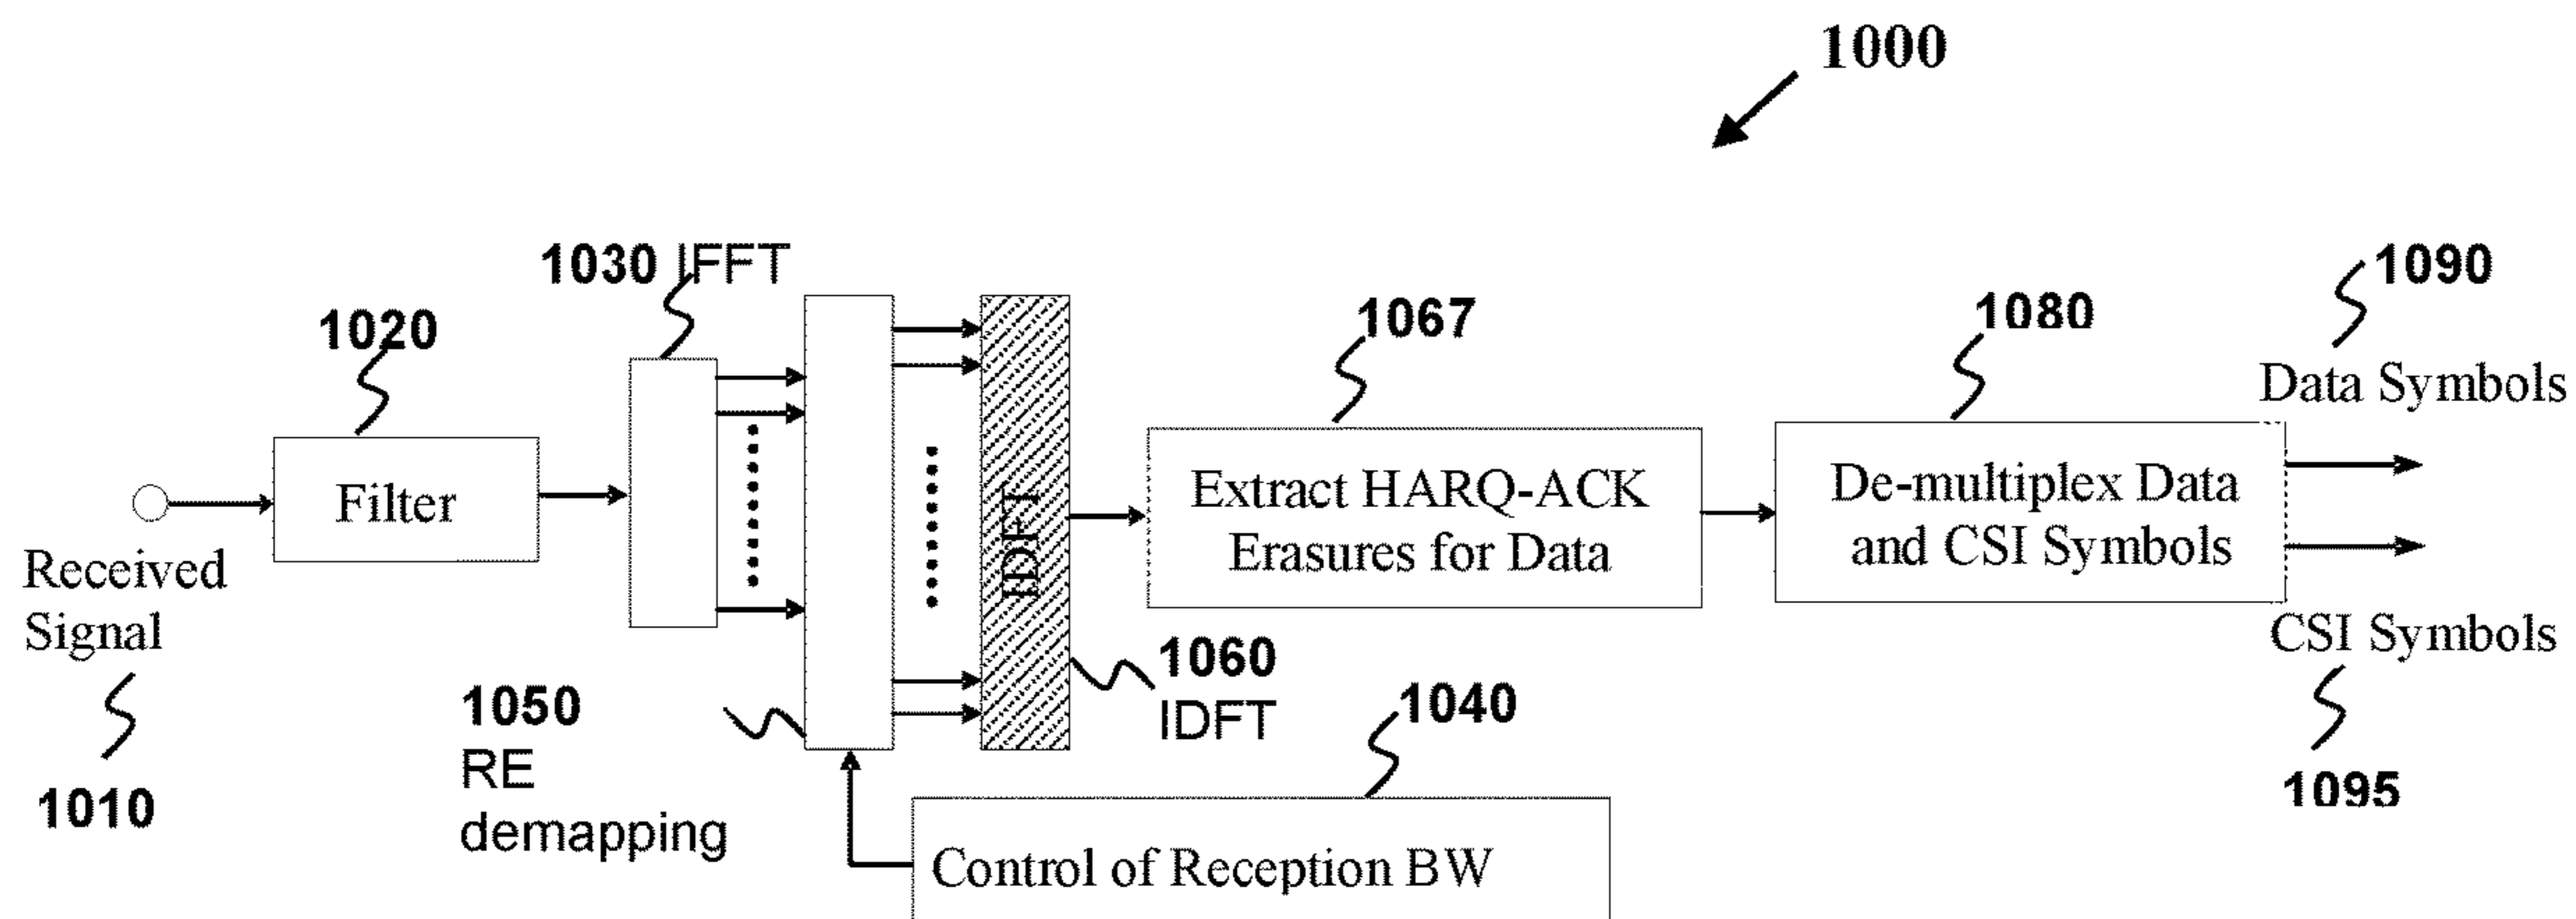 1000
1030 IFFT
1020
1067
1080
1090
Data Symbols
Filter
IDFT
Extract HARQ-ACK
Erasures for Data
De-multiplex Data
and CSI Symbols
Received
Signal
1010
CSI Symbols
1095
1050
RE
demapping
1060
IDFT
1040
Control of Reception BW